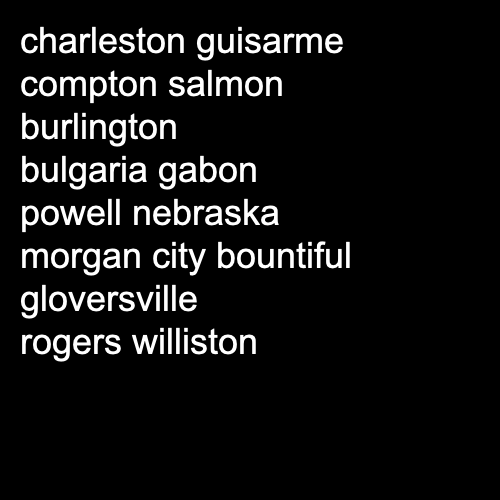 charleston guisarme
compton salmon
burlington
bulgaria gabon
powell nebraska
morgan city bountiful
gloversville
rogers williston